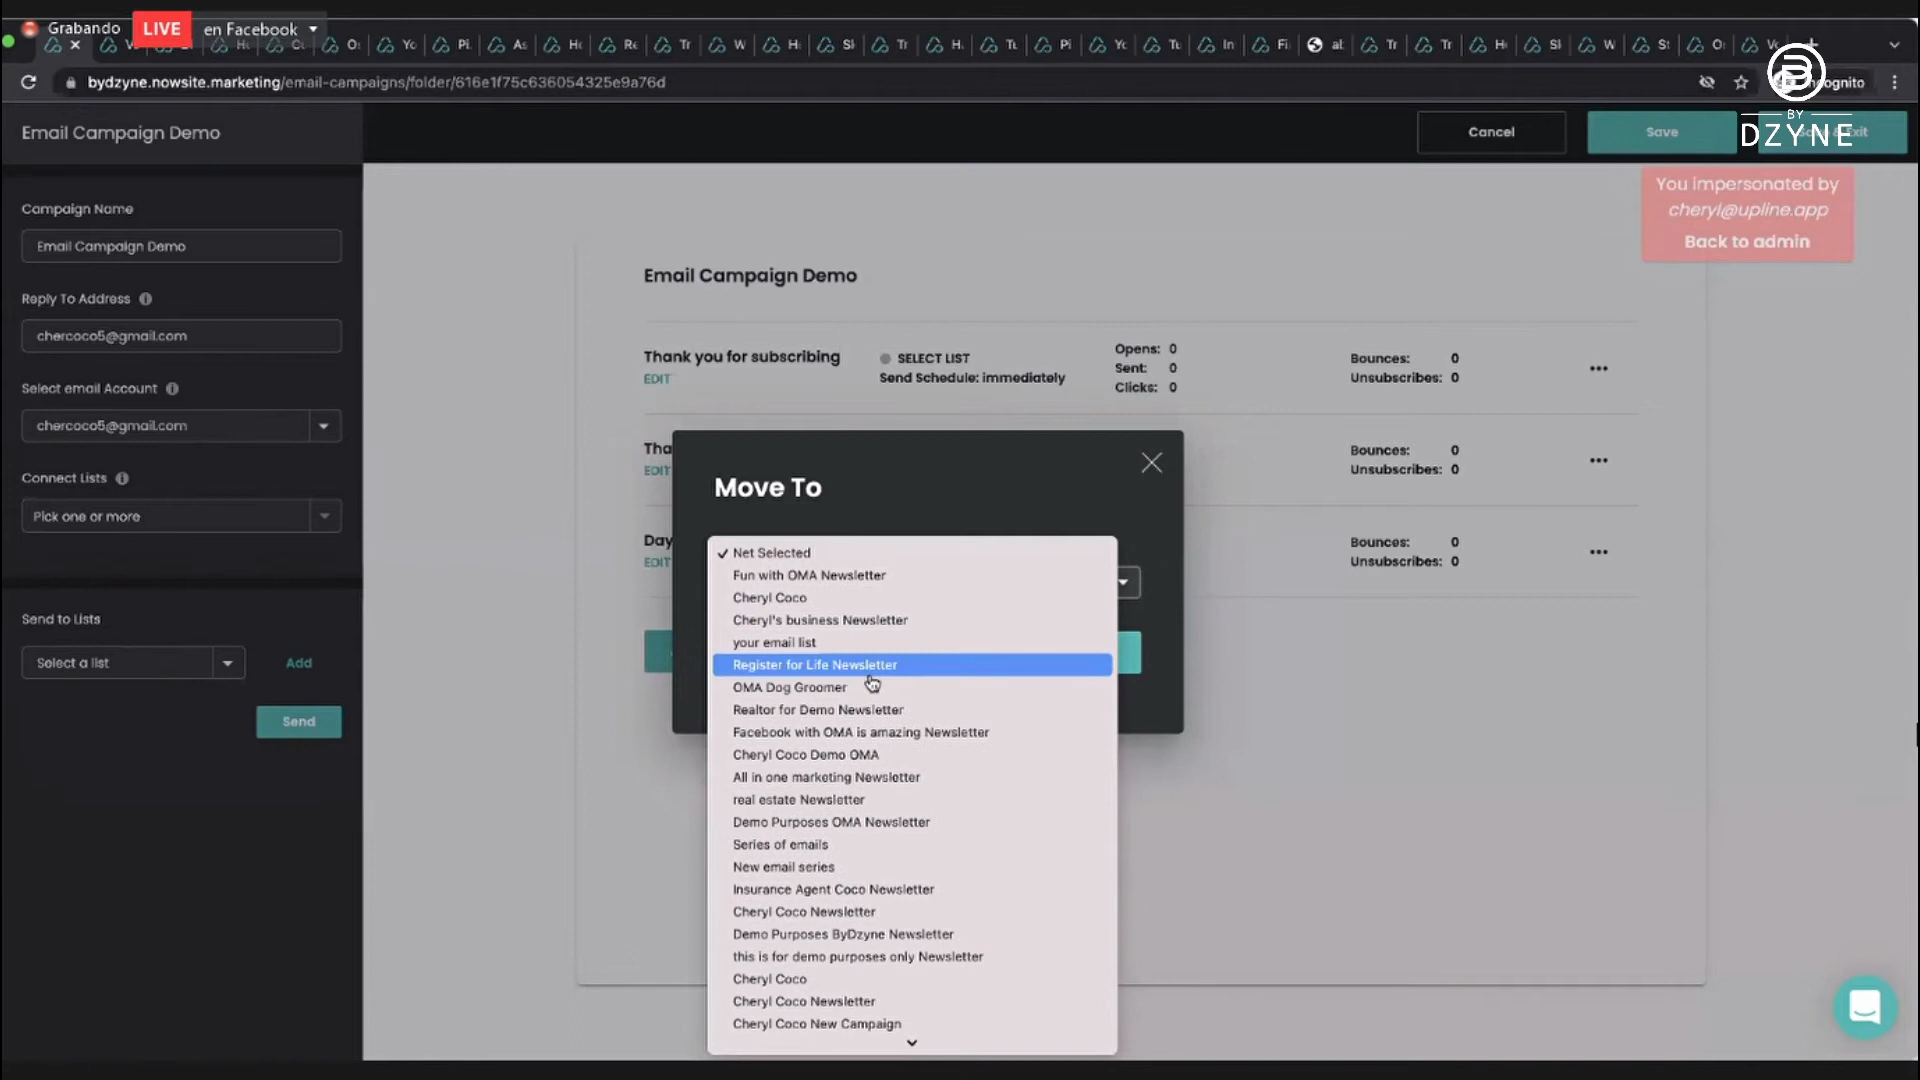 Grabando
LIVE
en Facebook
bydzyne.nowsite.marketing/email-campaigns/folder/616e1f75c636054325e9a76d
BY
DZYNE
Email Campaign Demo
Cancel
Save
You impersonated by
cheryl@upline.app
Back to admin
Campaign Name
Email Campaign Demo
Reply To Address
chercoco5@gmail.com
Select email Account
chercoco5@gmail.com
Connect Lists
Pick one or more
Send to Lists
Select a list
Add
Send
Email Campaign Demo
Thank you for subscribing
EDIT
SELECT LIST
Send Schedule: immediately
Opens: 0
Sent: 0
Clicks: 0
Bounces: 0
Unsubscribes: 0
Tha
EDIT
Bounces: 0
Unsubscribes: 0
Day
EDIT
Bounces: 0
Unsubscribes: 0
Move To
Net Selected
Fun with OMA Newsletter
Cheryl Coco
Cheryl's business Newsletter
your email list
Register for Life Newsletter
OMA Dog Groomer
Realtor for Demo Newsletter
Facebook with OMA is amazing Newsletter
Cheryl Coco Demo OMA
All in one marketing Newsletter
real estate Newsletter
Demo Purposes OMA Newsletter
Series of emails
New email series
Insurance Agent Coco Newsletter
Cheryl Coco Newsletter
Demo Purposes ByDzyne Newsletter
this is for demo purposes only Newsletter
Cheryl Coco
Cheryl Coco Newsletter
Cheryl Coco New Campaign